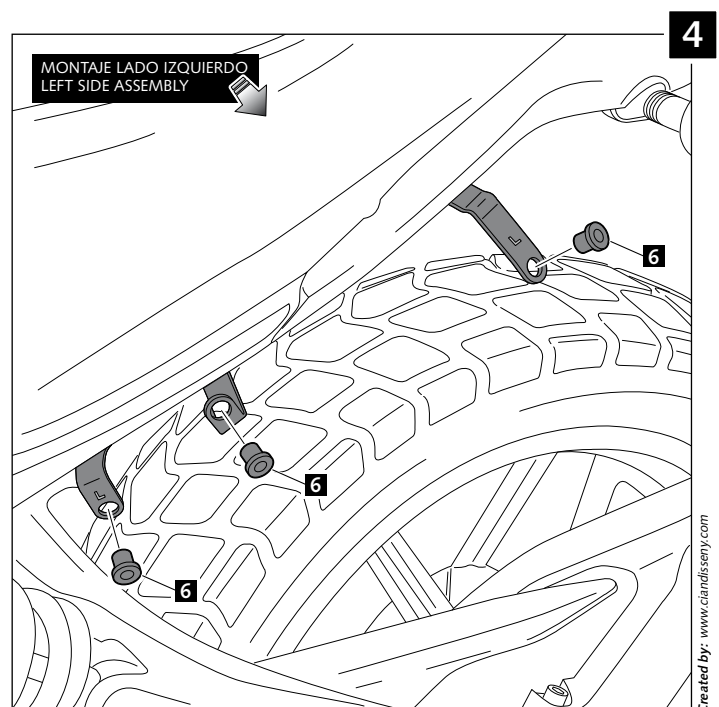 4
MONTAJE LADO IZQUIERDO
LEFT SIDE ASSEMBLY
L
6
6
L
6
Created by: www.ciandisseny.com